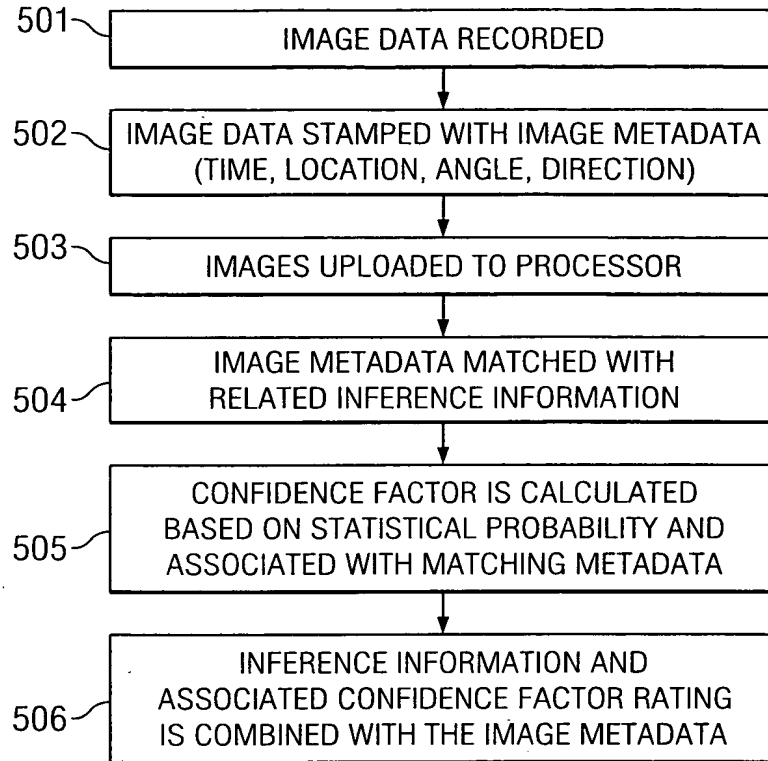 501
IMAGE DATA RECORDED
502
IMAGE DATA STAMPED WITH IMAGE METADATA
(TIME, LOCATION, ANGLE, DIRECTION)
503
IMAGES UPLOADED TO PROCESSOR
504
IMAGE METADATA MATCHED WITH
RELATED INFERENCE INFORMATION
505
CONFIDENCE FACTOR IS CALCULATED
BASED ON STATISTICAL PROBABILITY AND
ASSOCIATED WITH MATCHING METADATA
506
INFERENCE INFORMATION AND
ASSOCIATED CONFIDENCE FACTOR RATING
IS COMBINED WITH THE IMAGE METADATA